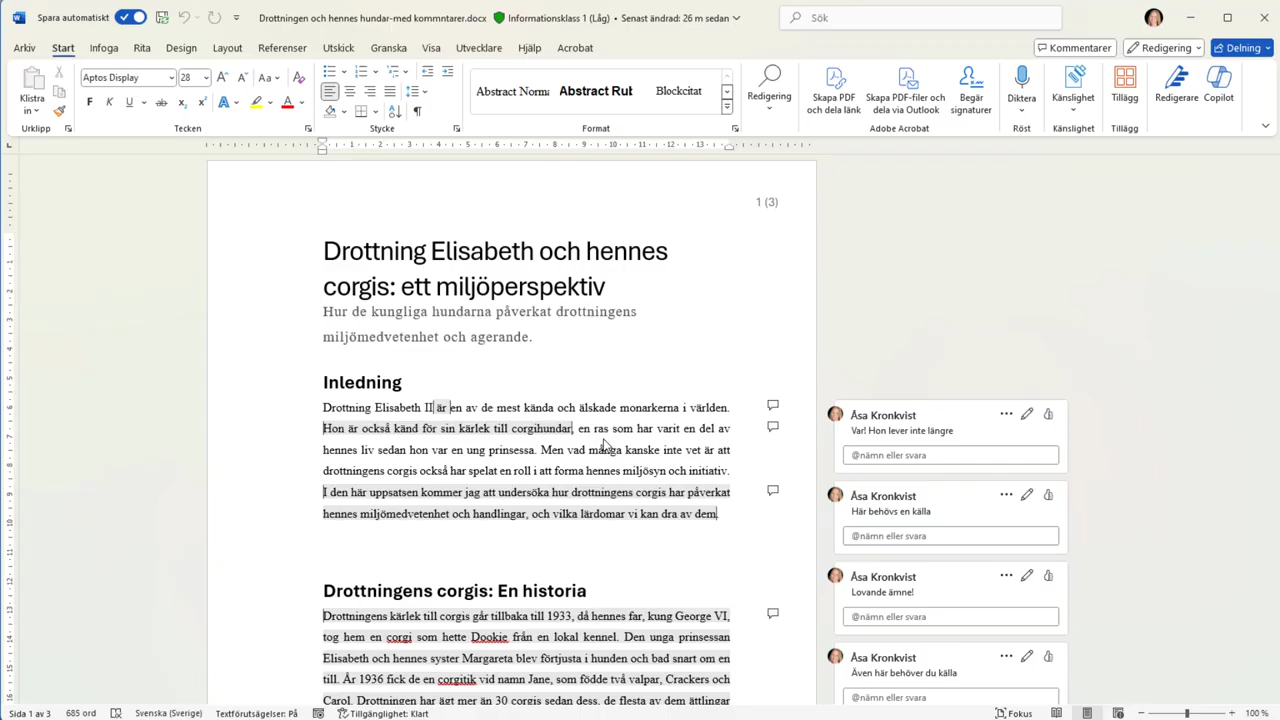 Spara automatiskt
Drottningen och hennes hundar-med kommntarer.docx
Informationsklass 1 (Låg)
• Senast ändrad: 26 m sedan
Sök
Arkiv
Start
Infoga
Rita
Design
Layout
Referenser
Utskick
Granska
Visa
Utvecklare
Hjälp
Acrobat
Kommentarer
Redigering
Delning
Klistra
in
Urklipp
Aptos Display
28
Tecken
Stycke
Abstract Norma
Abstract Rub
Blockcitat
Format
Redigering
Skapa PDF
och dela länk
Skapa PDF-filer och
dela via Outlook
Begär
signaturer
Adobe Acrobat
Diktera
Röst
Känslighet
Känslighet
Tillägg
Tillägg
Redigerare
Copilot
1 (3)
Drottning Elisabeth och hennes
corgis: ett miljöperspektiv
Hur de kungliga hundarna påverkat drottningens
miljömedvetenhet och agerande.
Inledning
Drottning Elisabeth II är en av de mest kända och älskade monarkerna i världen.
Hon är också känd för sin kärlek till corgihundar, en ras som har varit en del av
hennes liv sedan hon var en ung prinsessa. Men vad många kanske inte vet är att
drottningens corgis också har spelat en roll i att forma hennes miljösyn och initiativ.
I den här uppsatsen kommer jag att undersöka hur drottningens corgis har påverkat
hennes miljömedvetenhet och handlingar, och vilka lärdomar vi kan dra av dem.
Drottningens corgis: En historia
Drottningens kärlek till corgis går tillbaka till 1933, då hennes far, kung George VI,
tog hem en corgi som hette Dookie från en lokal kennel. Den unga prinsessan
Elisabeth och hennes syster Margareta blev förtjusta i hunden och bad snart om en
till. År 1936 fick de en corgitik vid namn Jane, som födde två valpar, Crackers och
Carol. Drottningen har ägt mer än 30 corgis sedan dess, de flesta av dem ättlingar
Åsa Kronkvist
Var! Hon lever inte längre
@nämn eller svara
Åsa Kronkvist
Här behövs en källa
@nämn eller svara
Åsa Kronkvist
Lovande ämne!
@nämn eller svara
Åsa Kronkvist
Även här behöver du källa
@nämn eller svara
Sida 1 av 3
685 ord
Svenska (Sverige)
Textförutsägelser: På
Tillgänglighet: Klart
Fokus
100 %